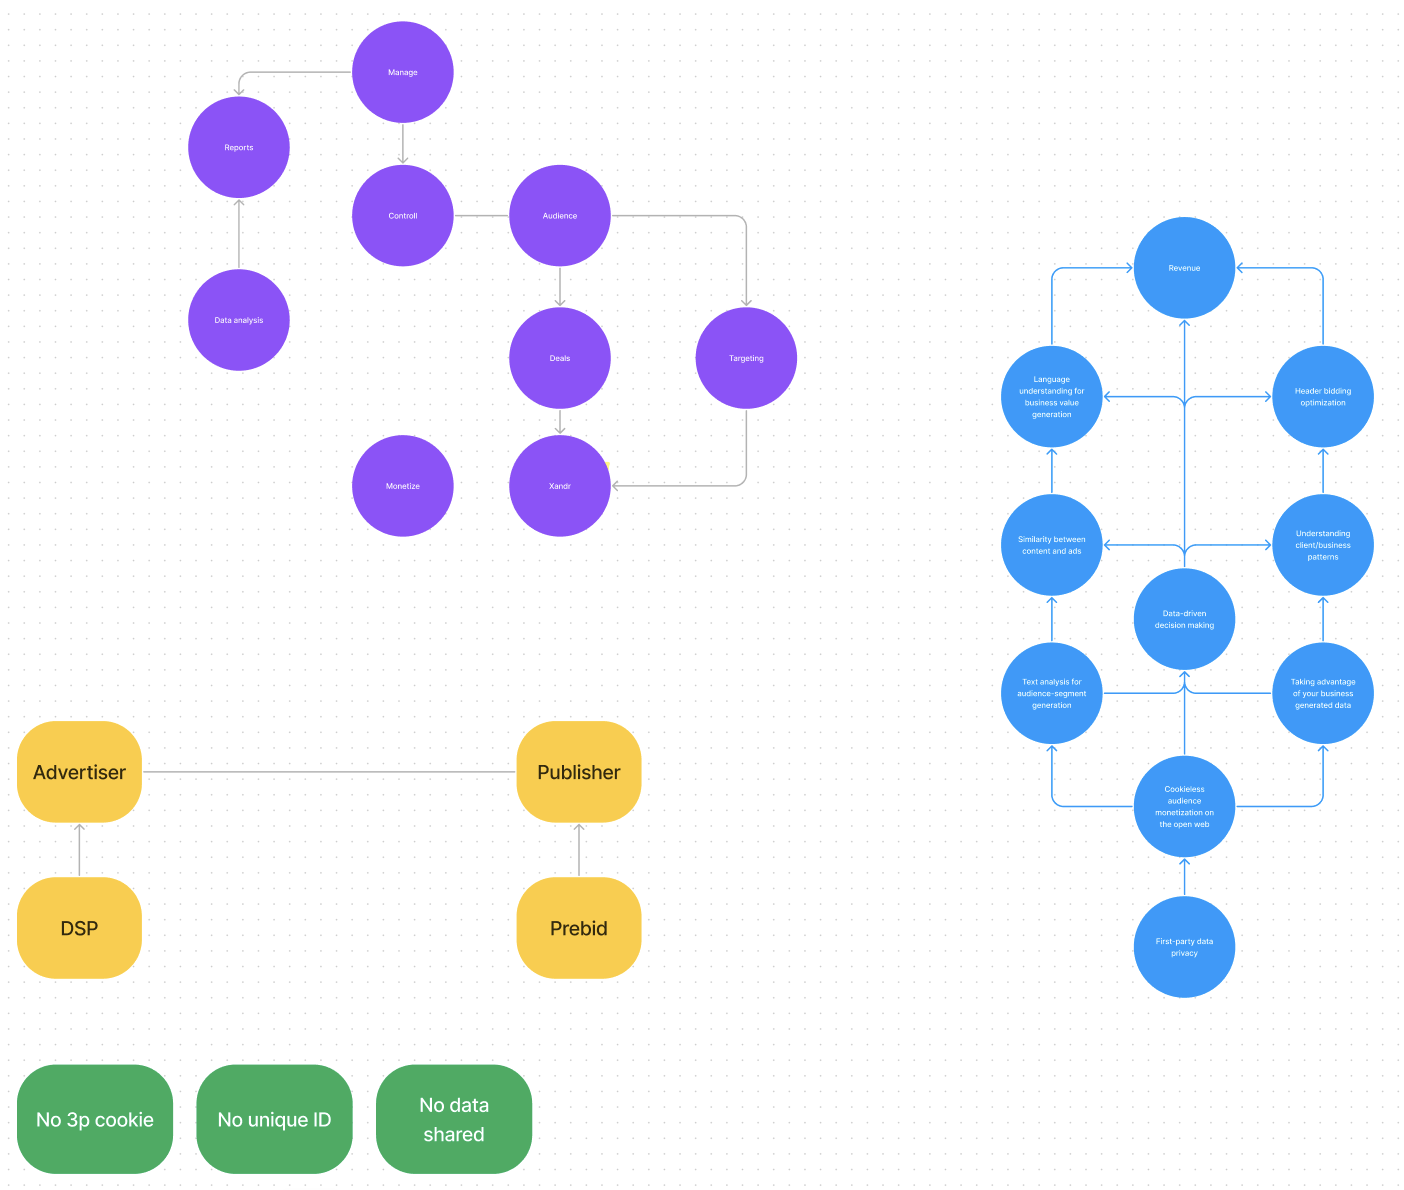 Manage
Reports
Controll
Audience
Data analysis
Deals
Targeting
Monetize
Xandr
Revenue
Language
understanding for
business value
generation
Header bidding
optimization
Similarity between
content and ads
Understanding
client/business
patterns
Data-driven
decision making
Text analysis for
audience-segment
generation
Taking advantage
of your business
generated data
Cookieless
audience
monetization on
the open web
First-party data
privacy
Advertiser
Publisher
DSP
Prebid
No 3p cookie
No unique ID
No data
shared